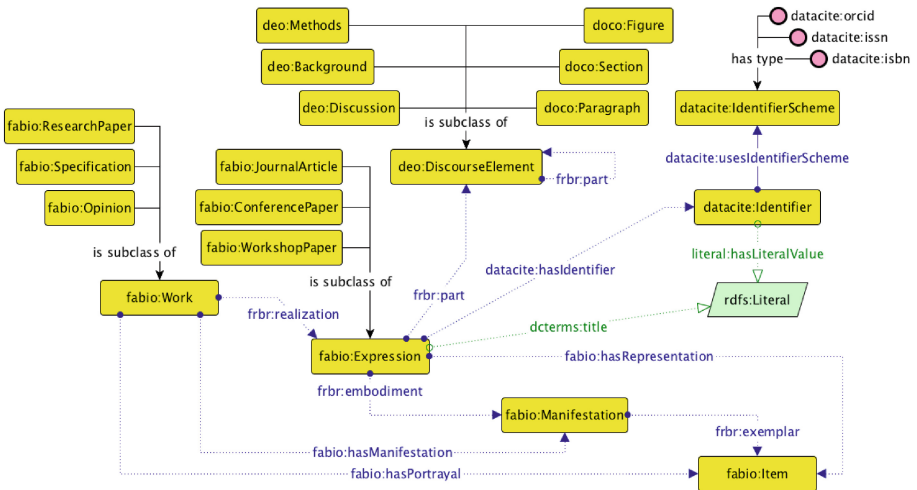 deo:Methods
doco:Figure
datacite:orcid
datacite:issn
has type
datacite:isbn
deo:Background
doco:Section
deo:Discussion
doco:Paragraph
datacite:IdentifierScheme
fabio:ResearchPaper
is subclass of
fabio:Specification
fabio:JournalArticle
deo:DiscourseElement
datacite:usesIdentifierScheme
frbr:part
fabio:Opinion
fabio:ConferencePaper
datacite:Identifier
is subclass of
fabio:WorkshopPaper
literal:hasLiteralValue
datacite:hasIdentifier
is subclass of
fabio:Work
frbr:part
rdfs:Literal
frbr:realization
dcterms:title
fabio:Expression
fabio:hasRepresentation
frbr:embodiment
fabio:Manifestation
frbr:exemplar
fabio:hasManifestation
fabio:hasPortrayal
fabio:Item